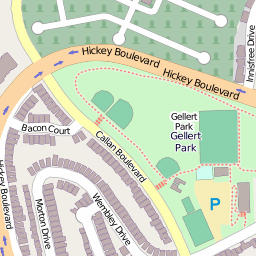 Innisfree Drive
Hickey Boulevard
Hickey Boulevard
Gellert
Park
Gellert
Park
Bacon Court
Callan Boulevard
Hickey Boulevard
Morton Drive
Wembley Drive
P